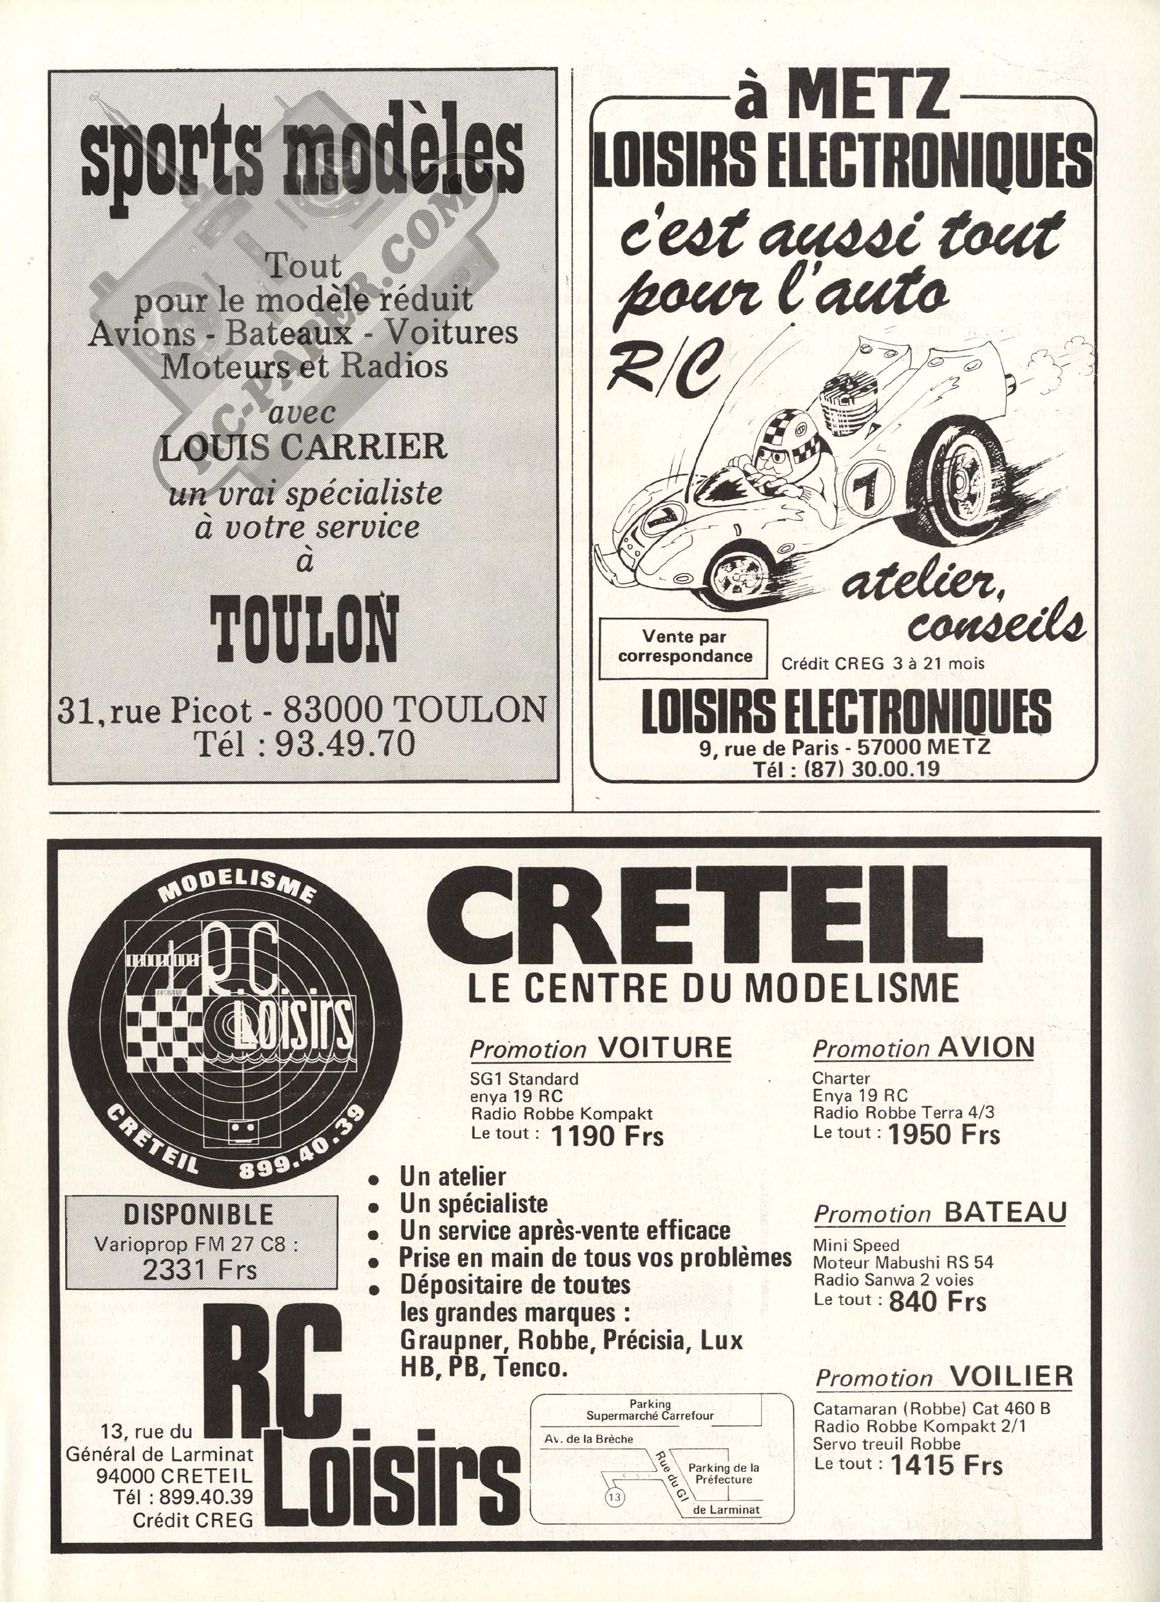 sports modèles
Tout
pour le modèle réduit
Avions - Bateaux - Voitures
Moteurs et Radios
avec
LOUIS CARRIER
un vrai spécialiste
à votre service
à
TOULON
31, rue Picot - 83000 TOULON
Tél : 93.49.70
RC-PAPER.COM
à METZ
LOISIRS ELECTRONIQUES
c'est aussi tout
pour l'auto
R/C
1
1
atelier,
conseils
Vente par
correspondance
Crédit CREG 3 à 21 mois
LOISIRS ELECTRONIQUES
9, rue de Paris - 57000 METZ
Tél : (87) 30.00.19
MODELISME
R.C
Loisirs
CRETEIL 899.40.39
CRETEIL
LE CENTRE DU MODELISME
Promotion VOITURE
SG1 Standard
enya 19 RC
Radio Robbe Kompakt
Le tout : 1190 Frs
Promotion AVION
Charter
Enya 19 RC
Radio Robbe Terra 4/3
Le tout : 1950 Frs
• Un atelier
• Un spécialiste
• Un service après-vente efficace
• Prise en main de tous vos problèmes
• Dépositaire de toutes
les grandes marques :
Graupner, Robbe, Précisia, Lux
HB, PB, Tenco.
DISPONIBLE
Varioprop FM 27 C8 :
2331 Frs
Promotion BATEAU
Mini Speed
Moteur Mabushi RS 54
Radio Sanwa 2 voies
Le tout : 840 Frs
Promotion VOILIER
Catamaran (Robbe) Cat 460 B
Radio Robbe Kompakt 2/1
Servo treuil Robbe
Le tout : 1415 Frs
RC
Loisirs
13, rue du
Général de Larminat
94000 CRETEIL
Tél : 899.40.39
Crédit CREG
Parking
Supermarché Carrefour
Av. de la Brèche
Rue du Gl
Parking de la
Préfecture
13
de Larminat